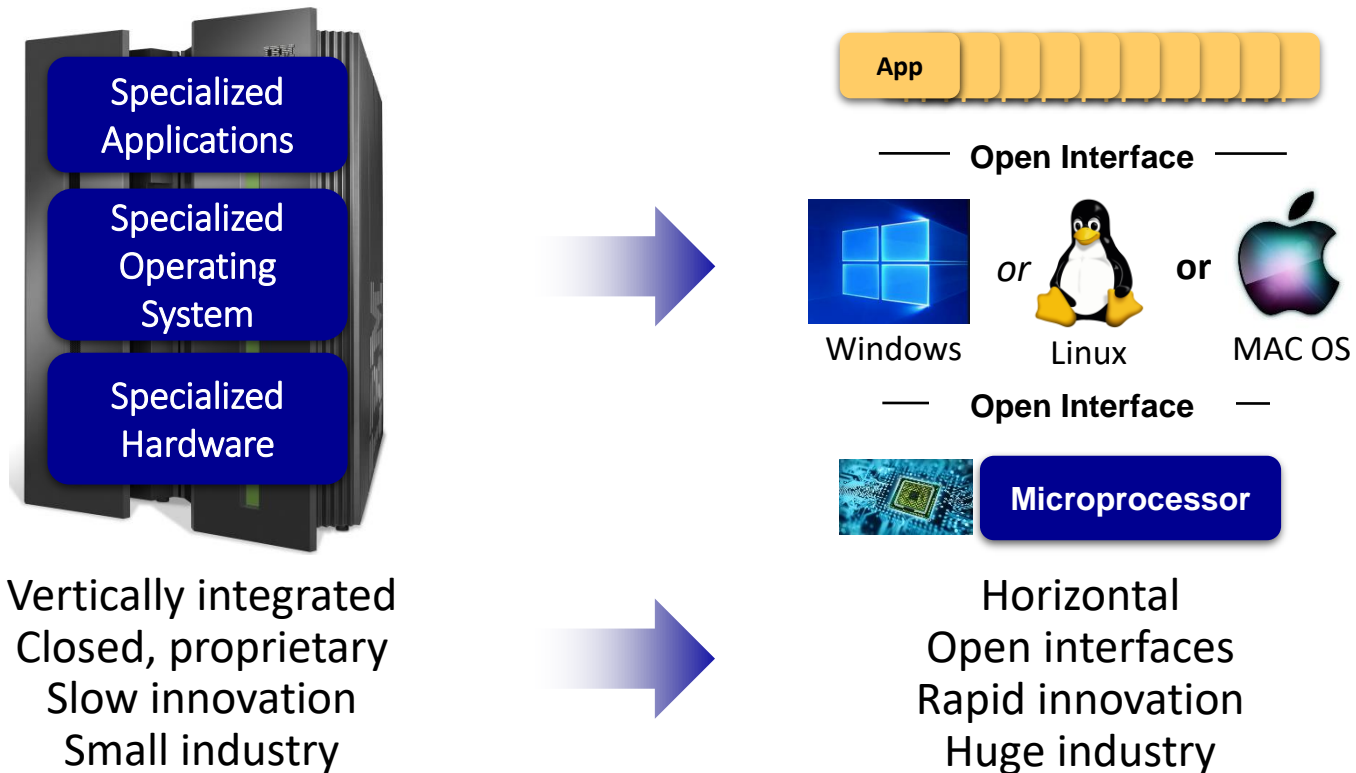 IBM
Specialized
Applications
Specialized
Operating
System
Specialized
Hardware
Vertically integrated
Closed, proprietary
Slow innovation
Small industry
App
Open Interface
or
or
Windows
Linux
MAC OS
Open Interface
Microprocessor
Horizontal
Open interfaces
Rapid innovation
Huge industry